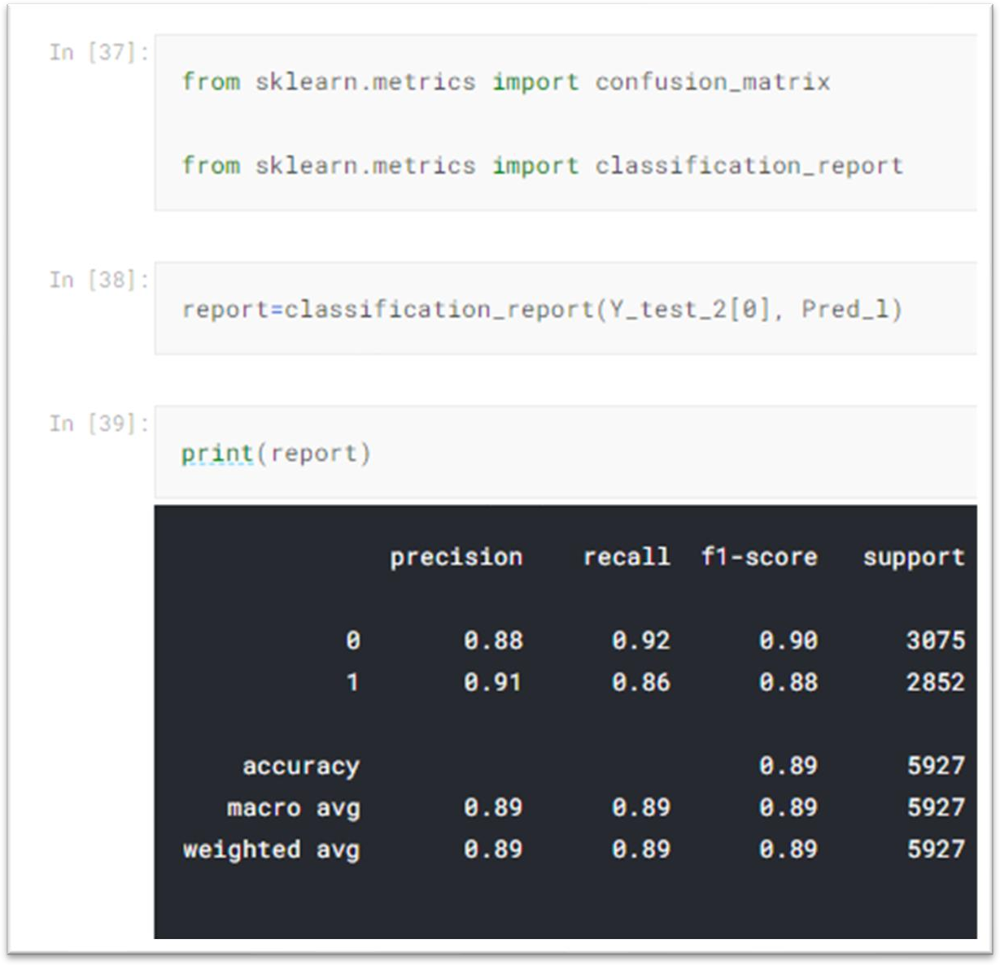 In [37]:
from sklearn.metrics import confusion_matrix
from sklearn.metrics import classification_report
In [38]:
report=classification_report(Y_test_2[0], Pred_l)
In [39]:
print(report)
precision recall f1-score support
0 0.88 0.92 0.90 3075
1 0.91 0.86 0.88 2852
accuracy 0.89 5927
macro avg 0.89 0.89 0.89 5927
weighted avg 0.89 0.89 0.89 5927